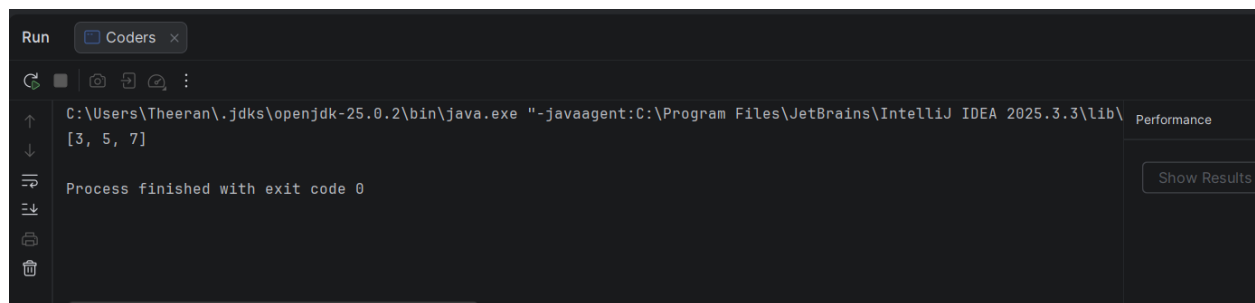 Run Coders
C:\Users\Theeran\.jdks\openjdk-25.0.2\bin\java.exe "-javaagent:C:\Program Files\JetBrains\IntelliJ IDEA 2025.3.3\lib\
Performance
[3, 5, 7]
Show Results
Process finished with exit code 0